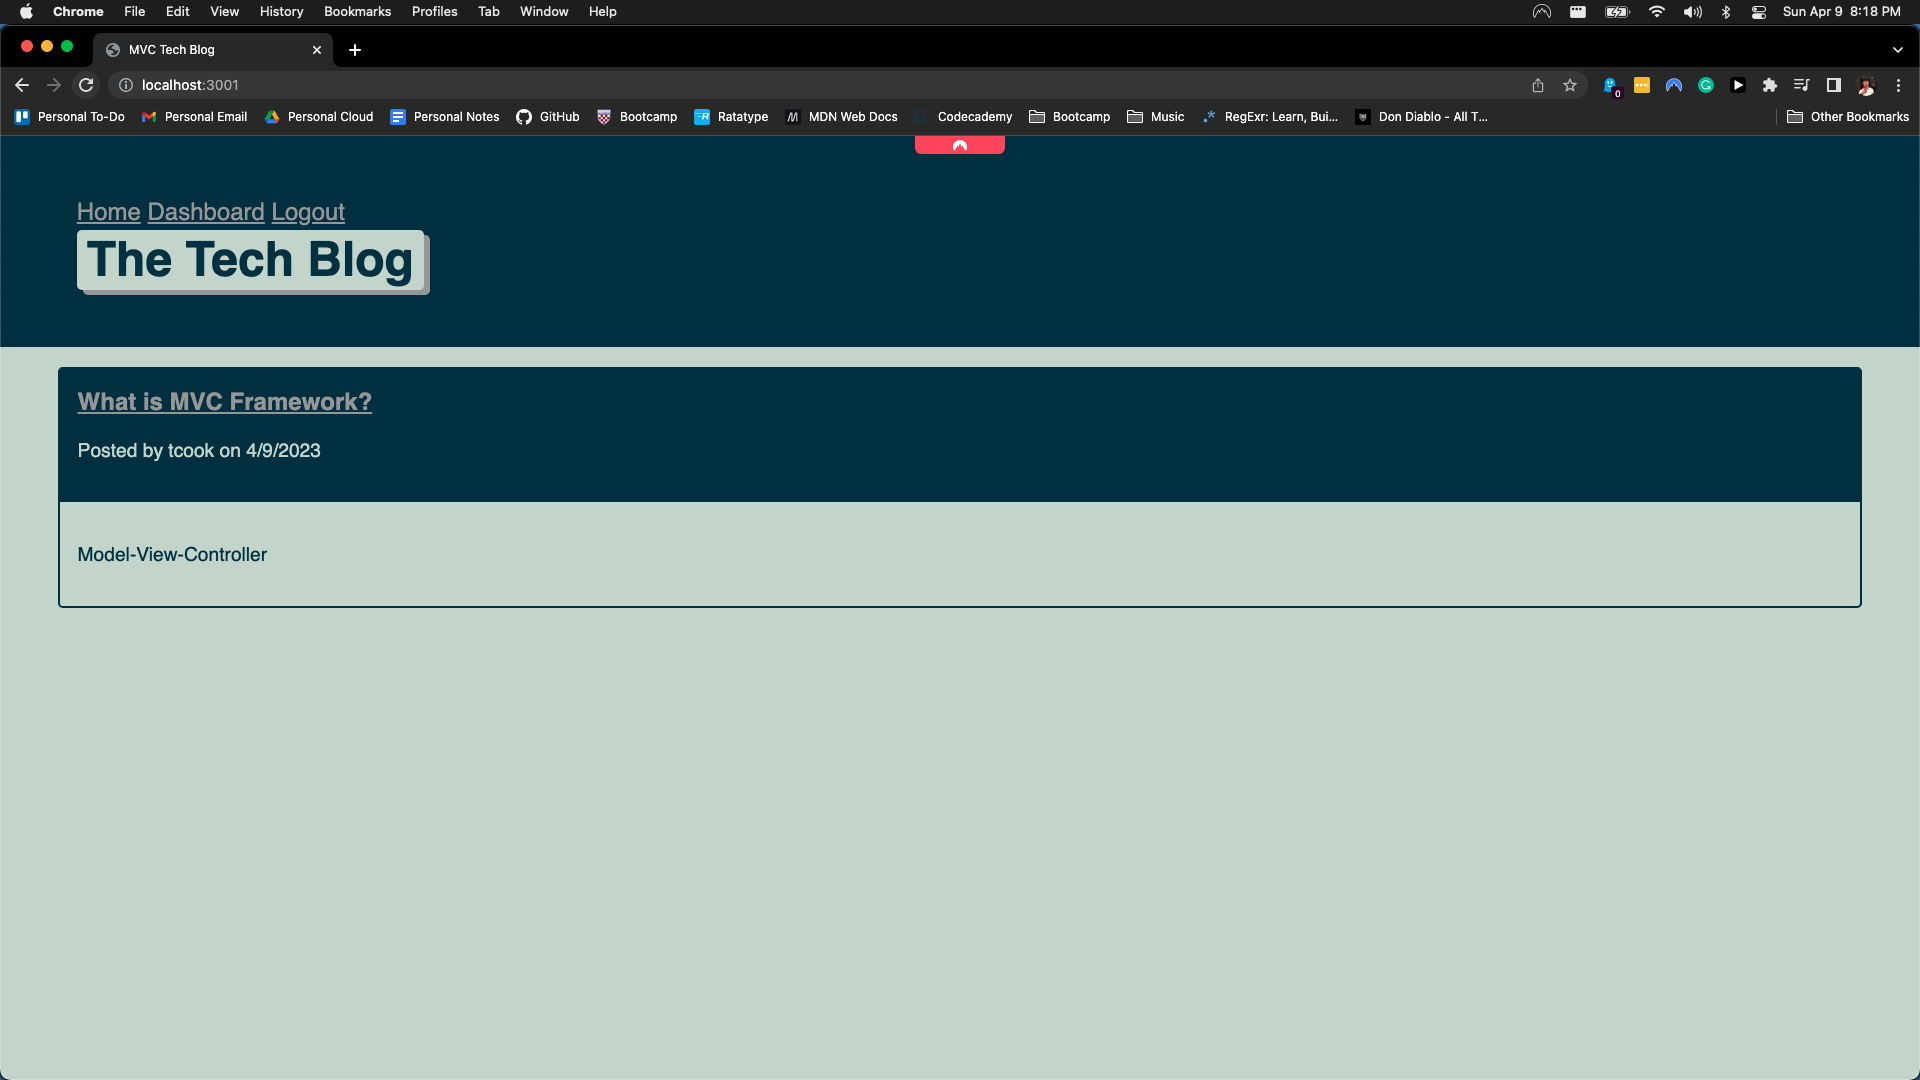 Chrome File Edit View History Bookmarks Profiles Tab Window Help Sun Apr 9 8:18 PM
MVC Tech Blog
localhost:3001
0
Personal To-Do Personal Email Personal Cloud Personal Notes GitHub Bootcamp Ratatype MDN Web Docs Codecademy Bootcamp Music RegExr: Learn, Bui... Don Diablo - All T... Other Bookmarks
Home Dashboard Logout
The Tech Blog
What is MVC Framework?
Posted by tcook on 4/9/2023
Model-View-Controller